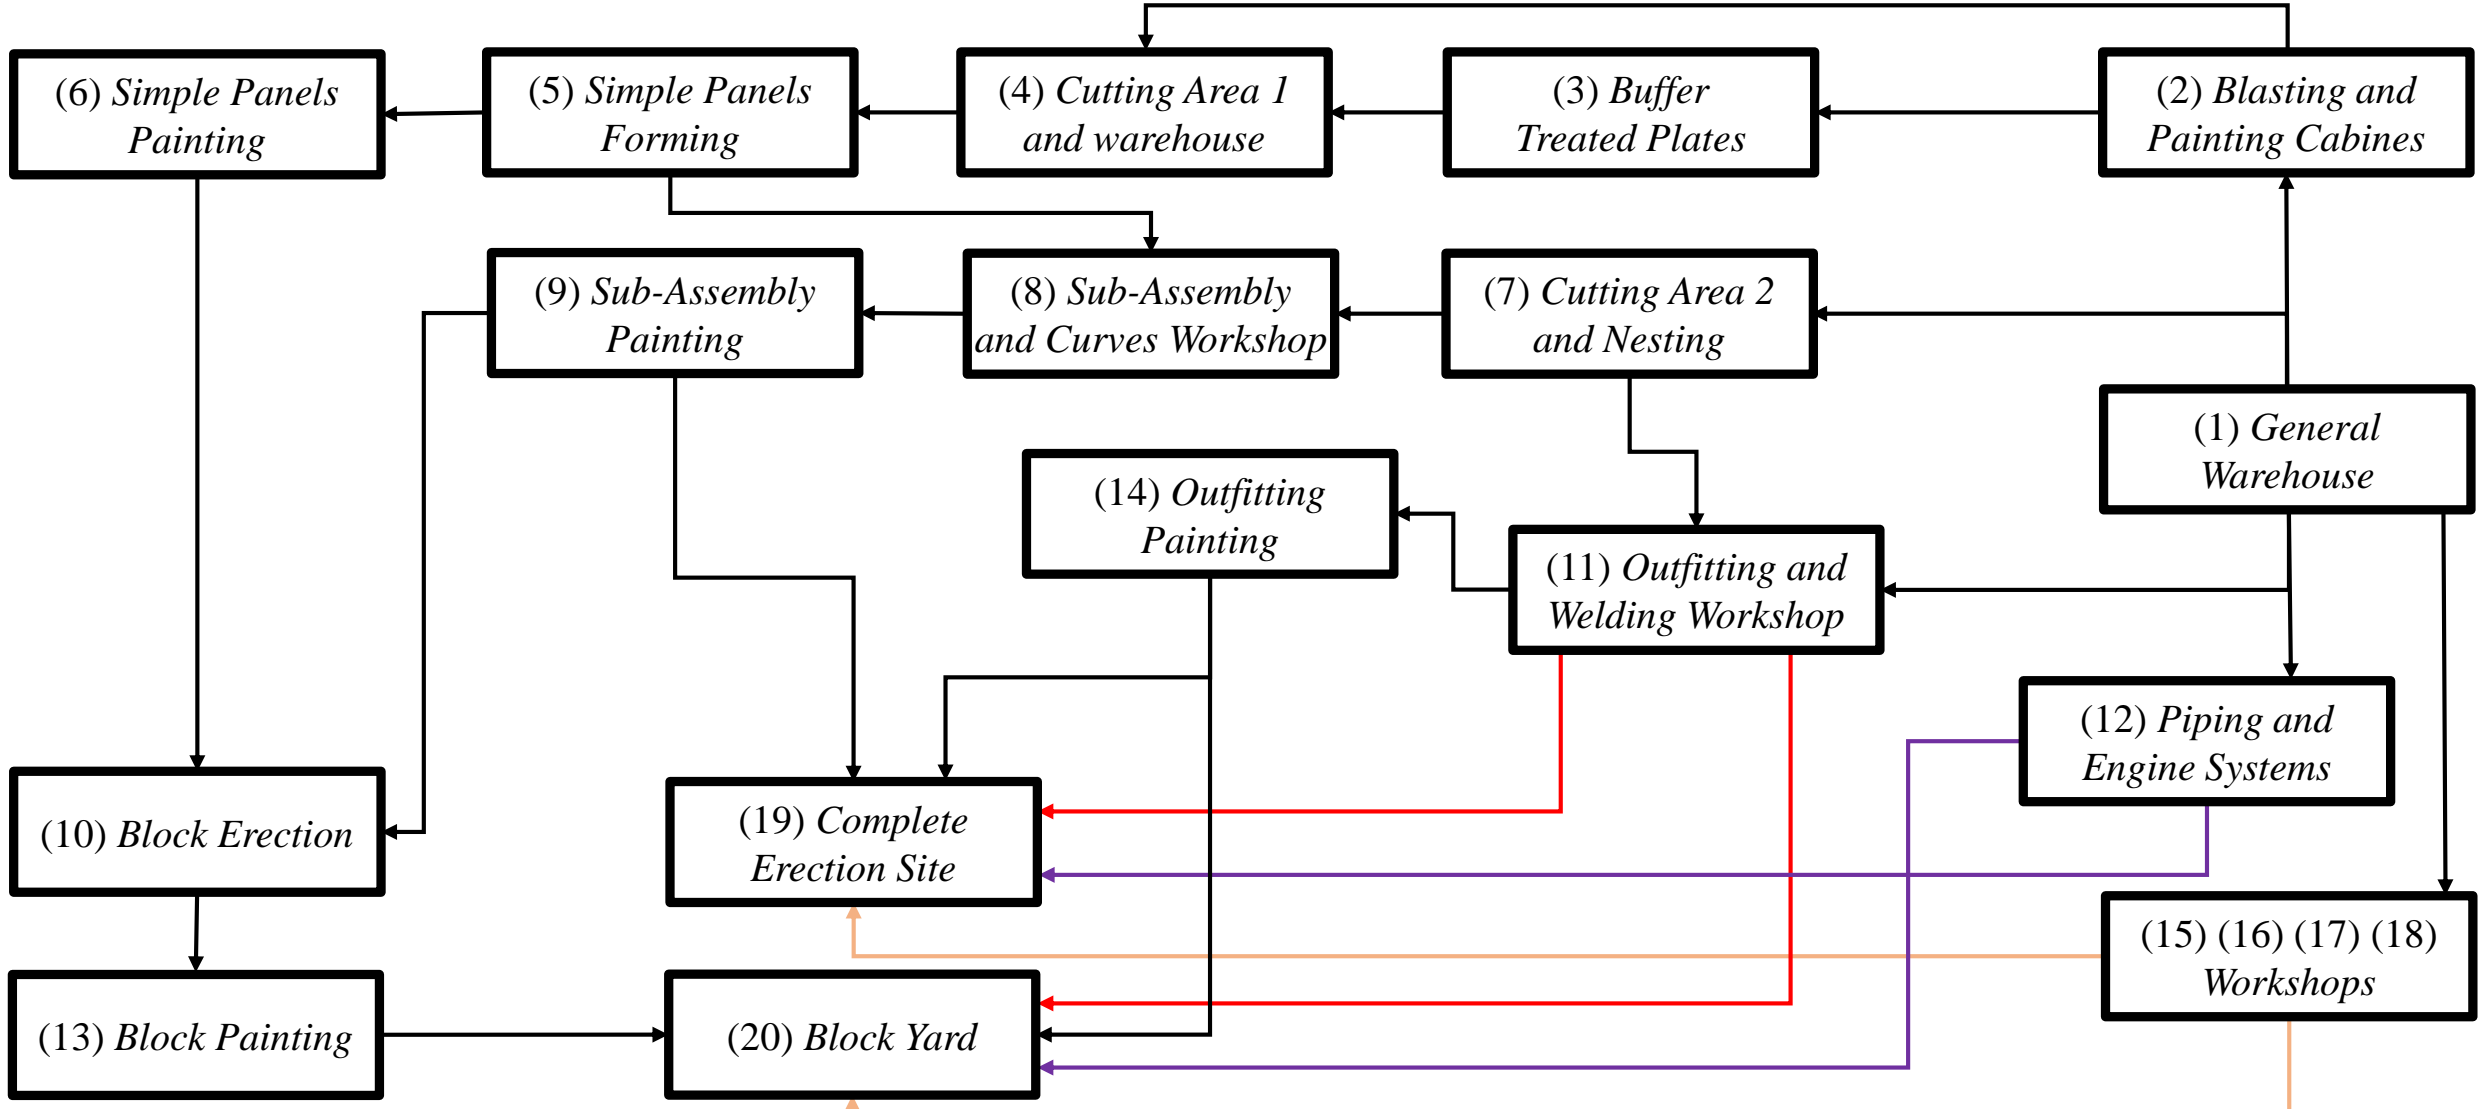 (6) Simple Panels
Painting
(5) Simple Panels
Forming
(4) Cutting Area 1
and warehouse
(3) Buffer
Treated Plates
(2) Blasting and
Painting Cabines
(9) Sub-Assembly
Painting
(8) Sub-Assembly
and Curves Workshop
(7) Cutting Area 2
and Nesting
(1) General
Warehouse
(14) Outfitting
Painting
(11) Outfitting and
Welding Workshop
(12) Piping and
Engine Systems
(10) Block Erection
(19) Complete
Erection Site
(15) (16) (17) (18)
Workshops
(13) Block Painting
(20) Block Yard